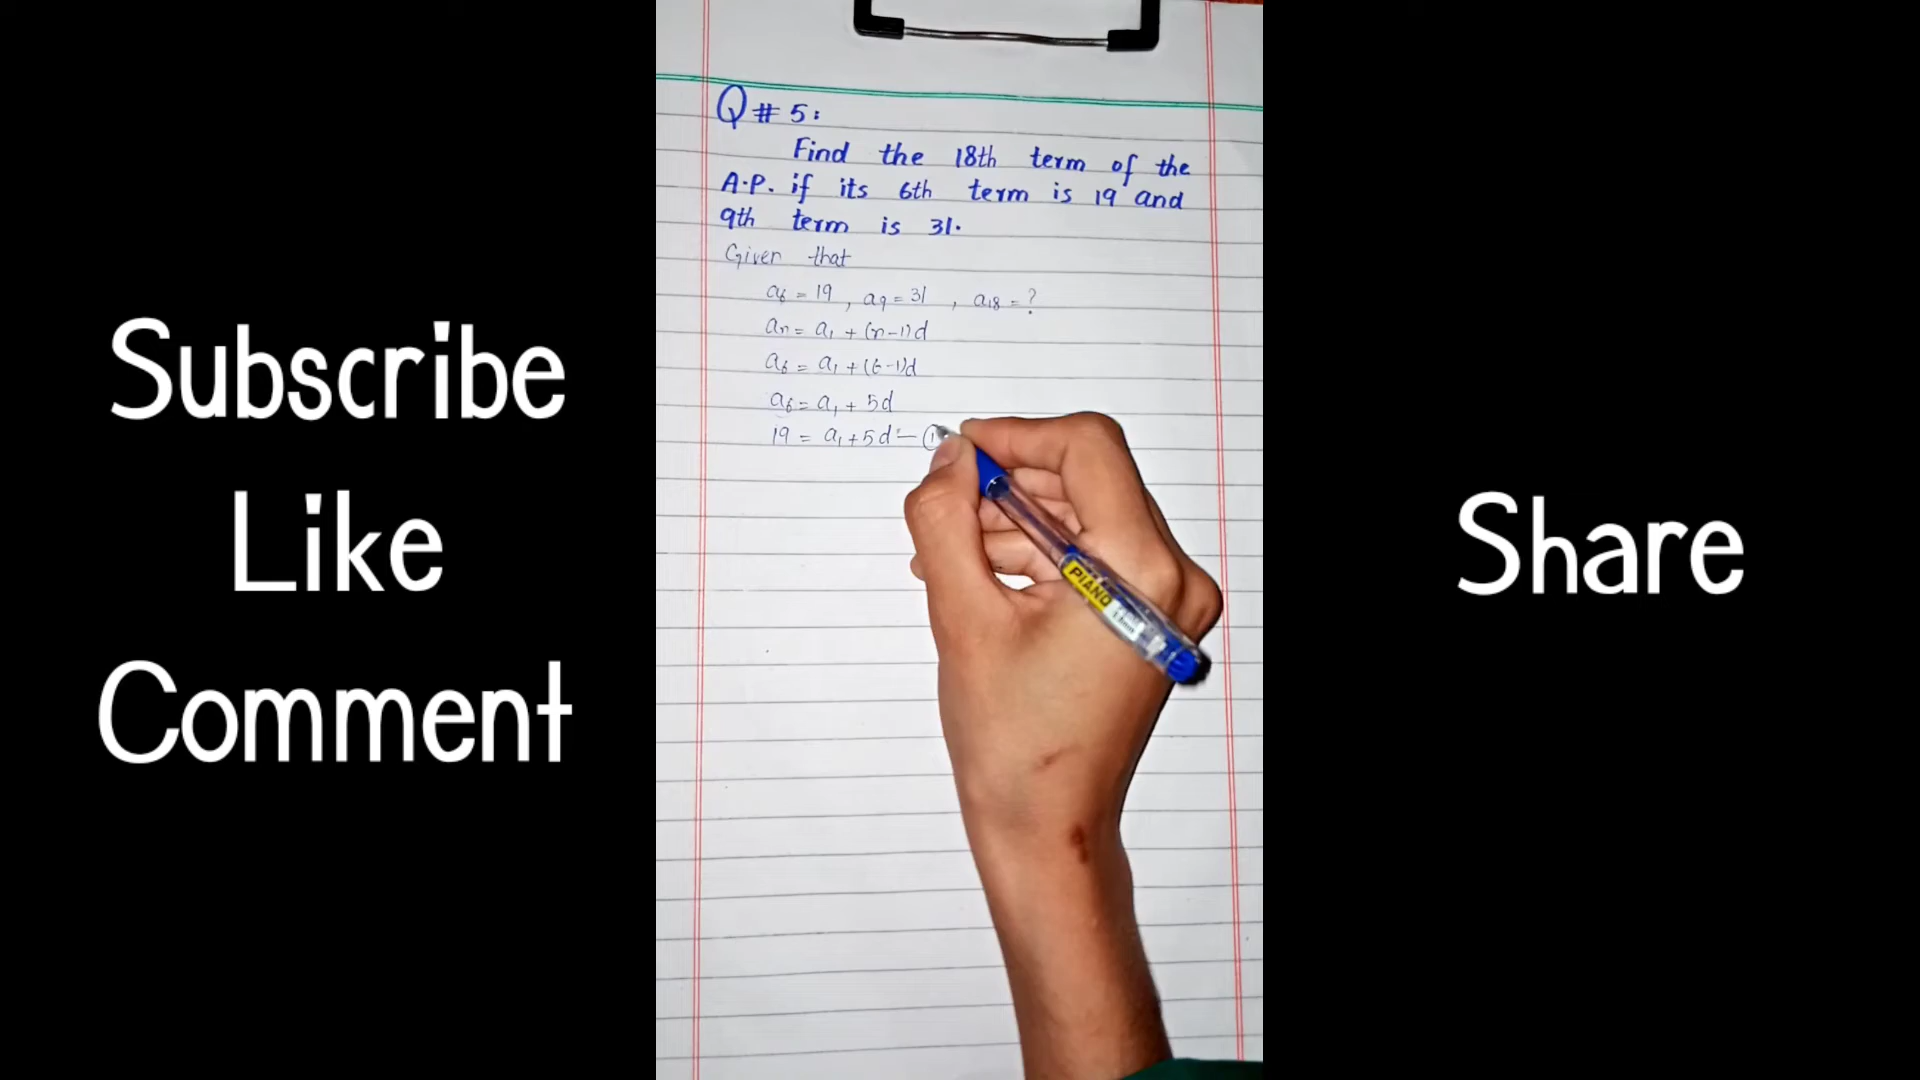 Subscribe
Like
Comment
Q # 5:
Find the 18th term of the
A.P. if its 6th term is 19 and
9th term is 31.
Given that
a₆ = 19 , a₉ = 31 , a₁₈ = ?
aₙ = a₁ + (n-1)d
a₆ = a₁ + (6-1)d
a₆ = a₁ + 5d
19 = a₁ + 5d — ①
PIANO
Share